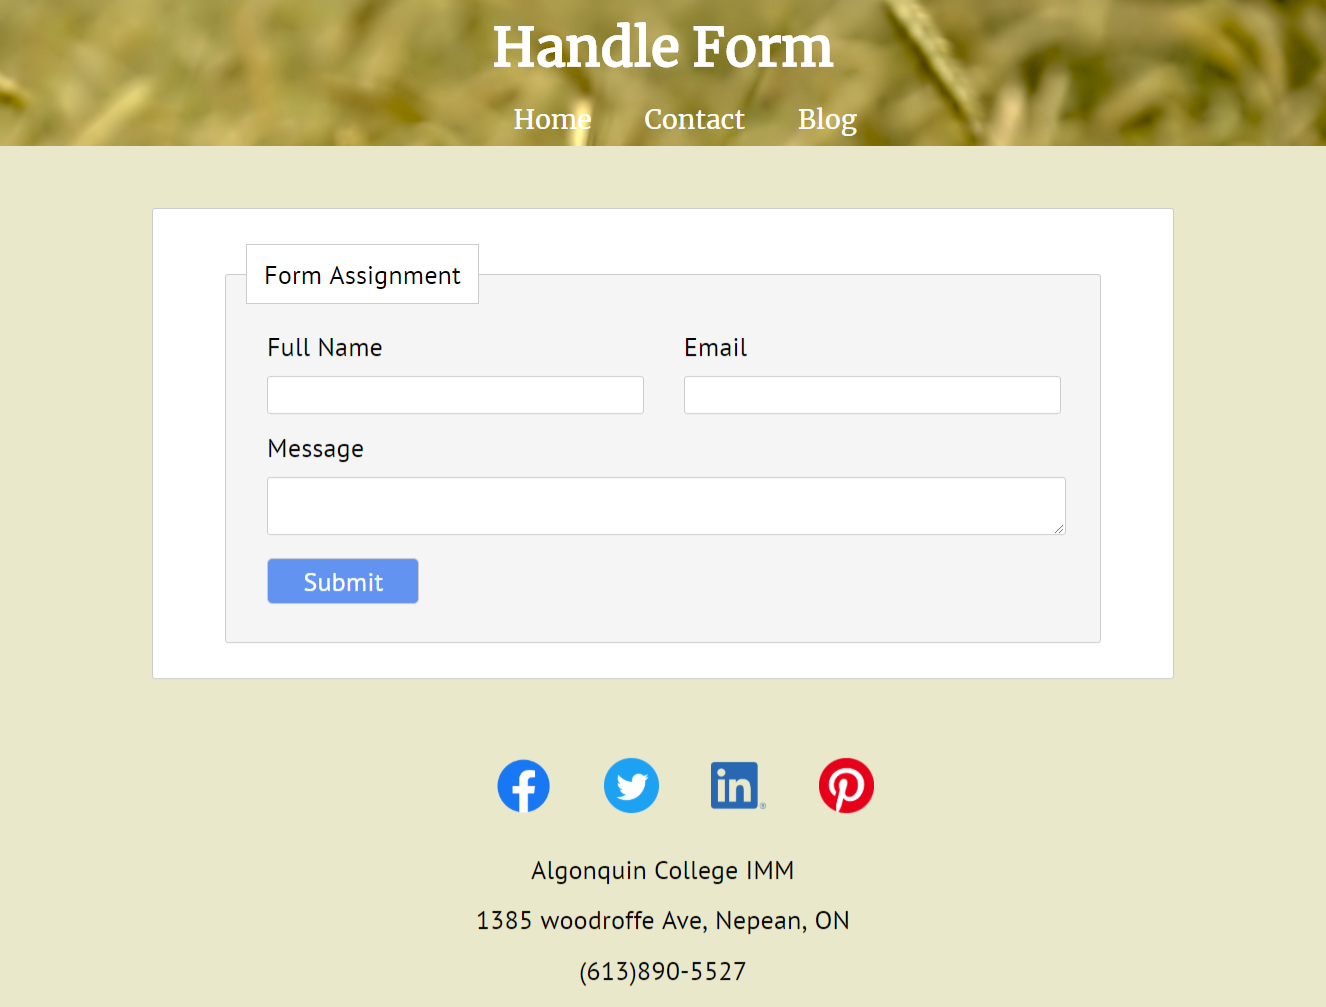 Handle Form
Home Contact Blog
Form Assignment
Full Name Email
Message
Submit
in ®
Algonquin College IMM
1385 woodroffe Ave, Nepean, ON
(613)890-5527